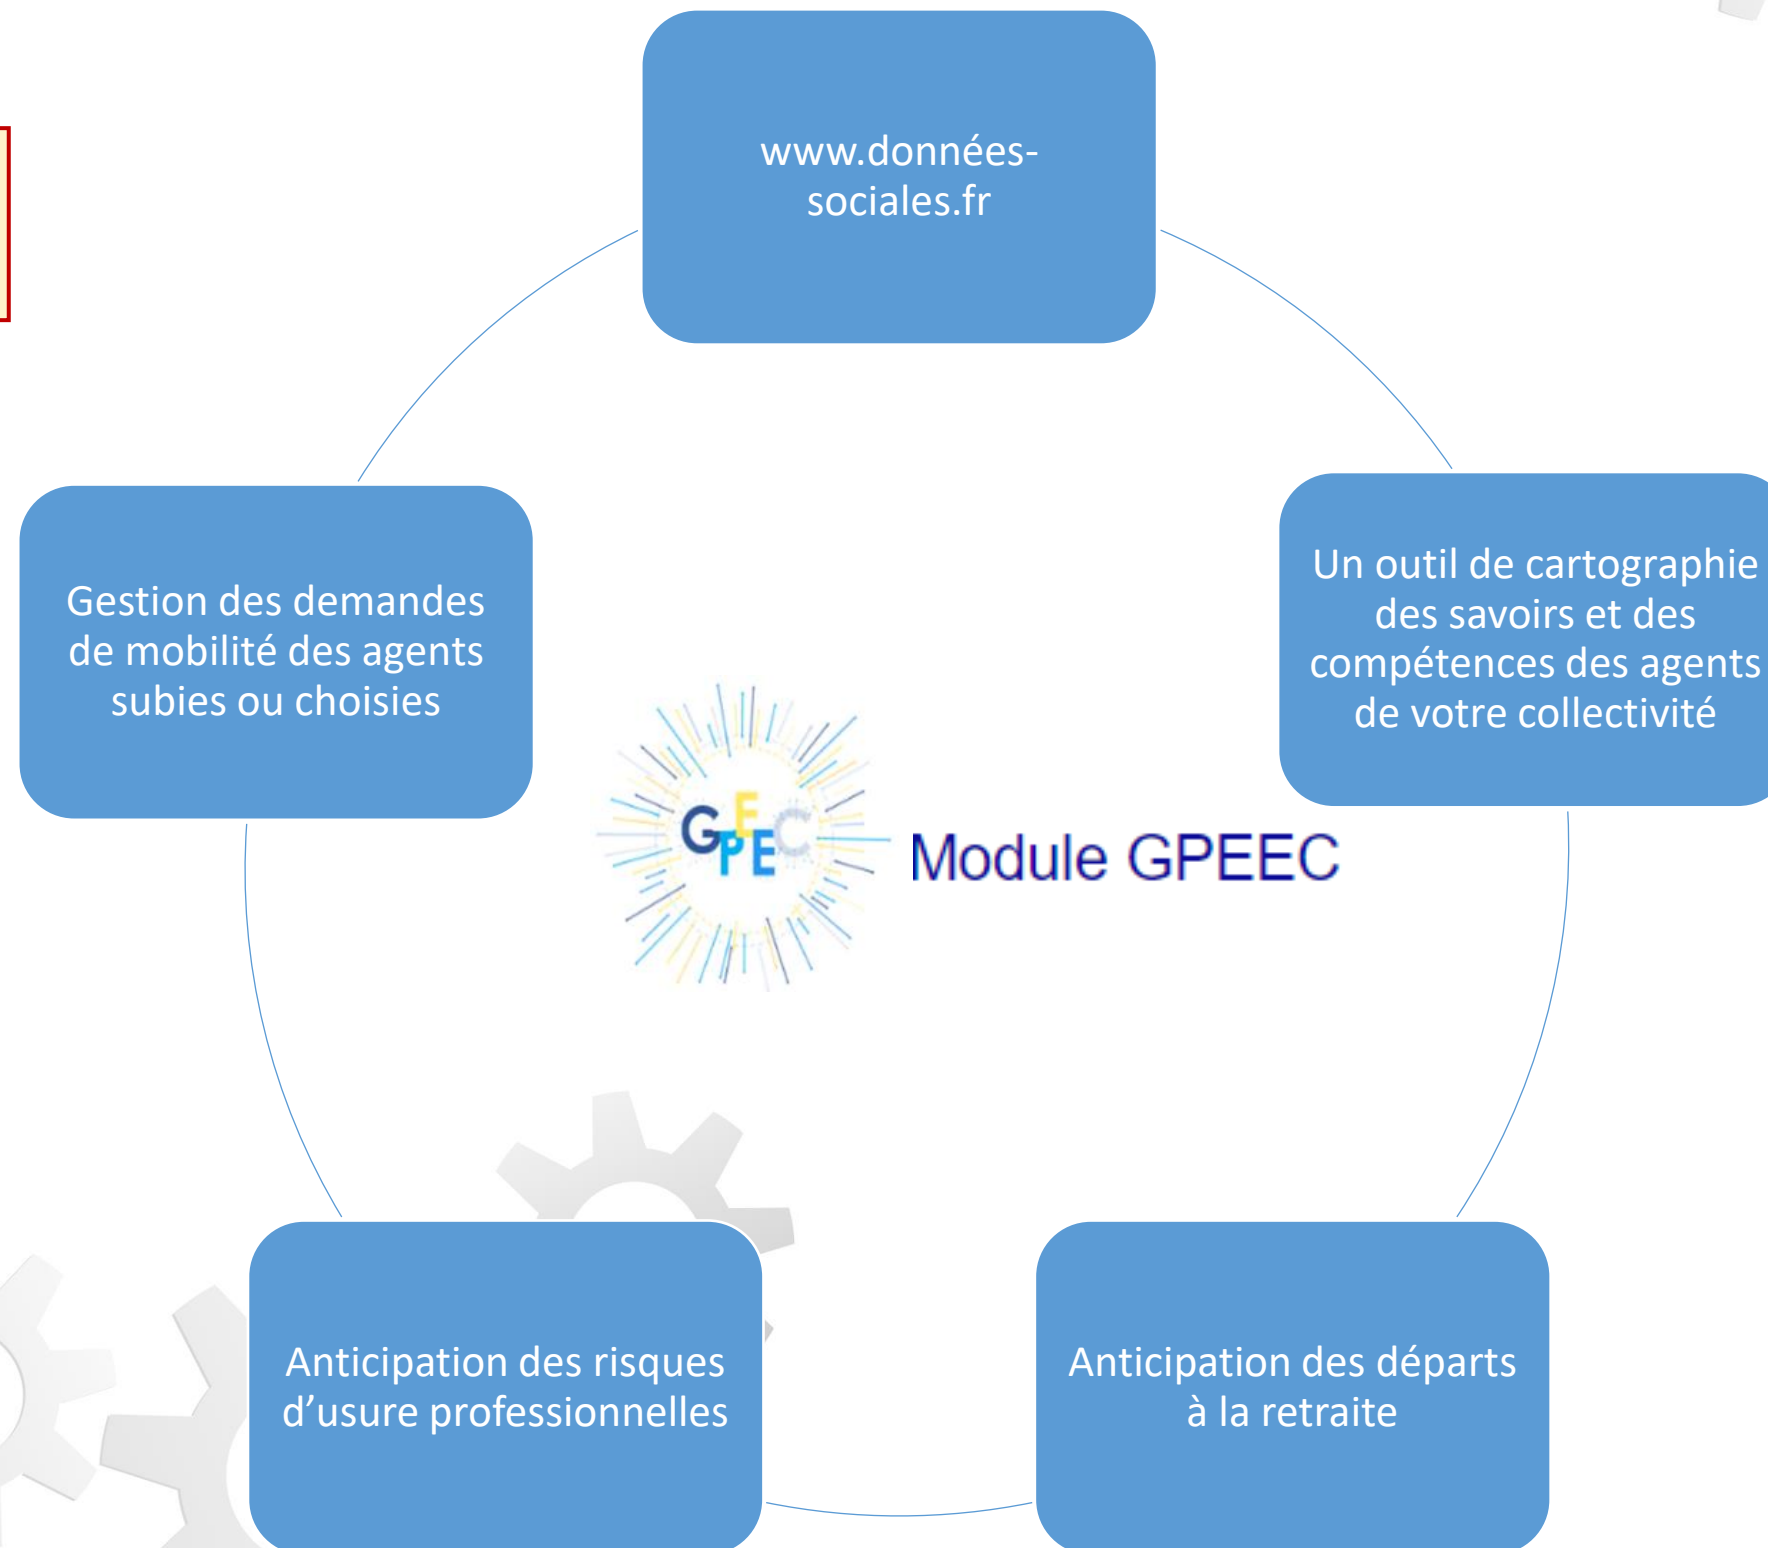 www.données-
sociales.fr
Un outil de cartographie
des savoirs et des
compétences des agents
de votre collectivité
Anticipation des départs
à la retraite
Anticipation des risques
d’usure professionnelles
Gestion des demandes
de mobilité des agents
subies ou choisies
GPEEC
Module GPEEC